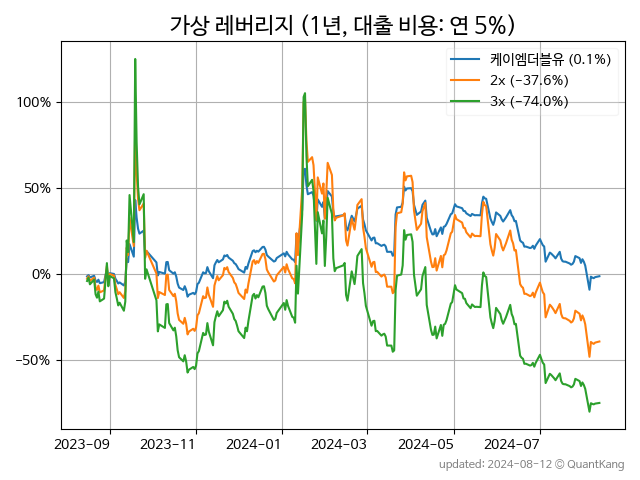 가상 레버리지 (1년, 대출 비용: 연 5%)
케이엠더블유 (0.1%)
2x (−37.6%)
3x (−74.0%)
100%
50%
0%
−50%
2023-09 2023-11 2024-01 2024-03 2024-05 2024-07
updated: 2024-08-12 © QuantKang